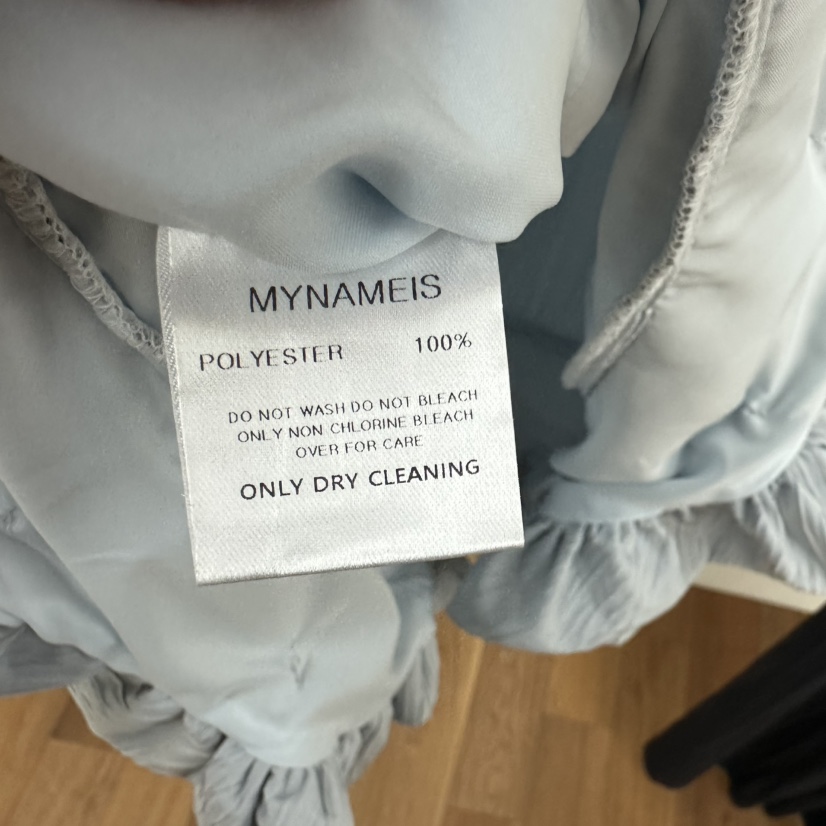 MYNAMEIS
POLYESTER 100%
DO NOT WASH DO NOT BLEACH
ONLY NON CHLORINE BLEACH
OVER FOR CARE
ONLY DRY CLEANING